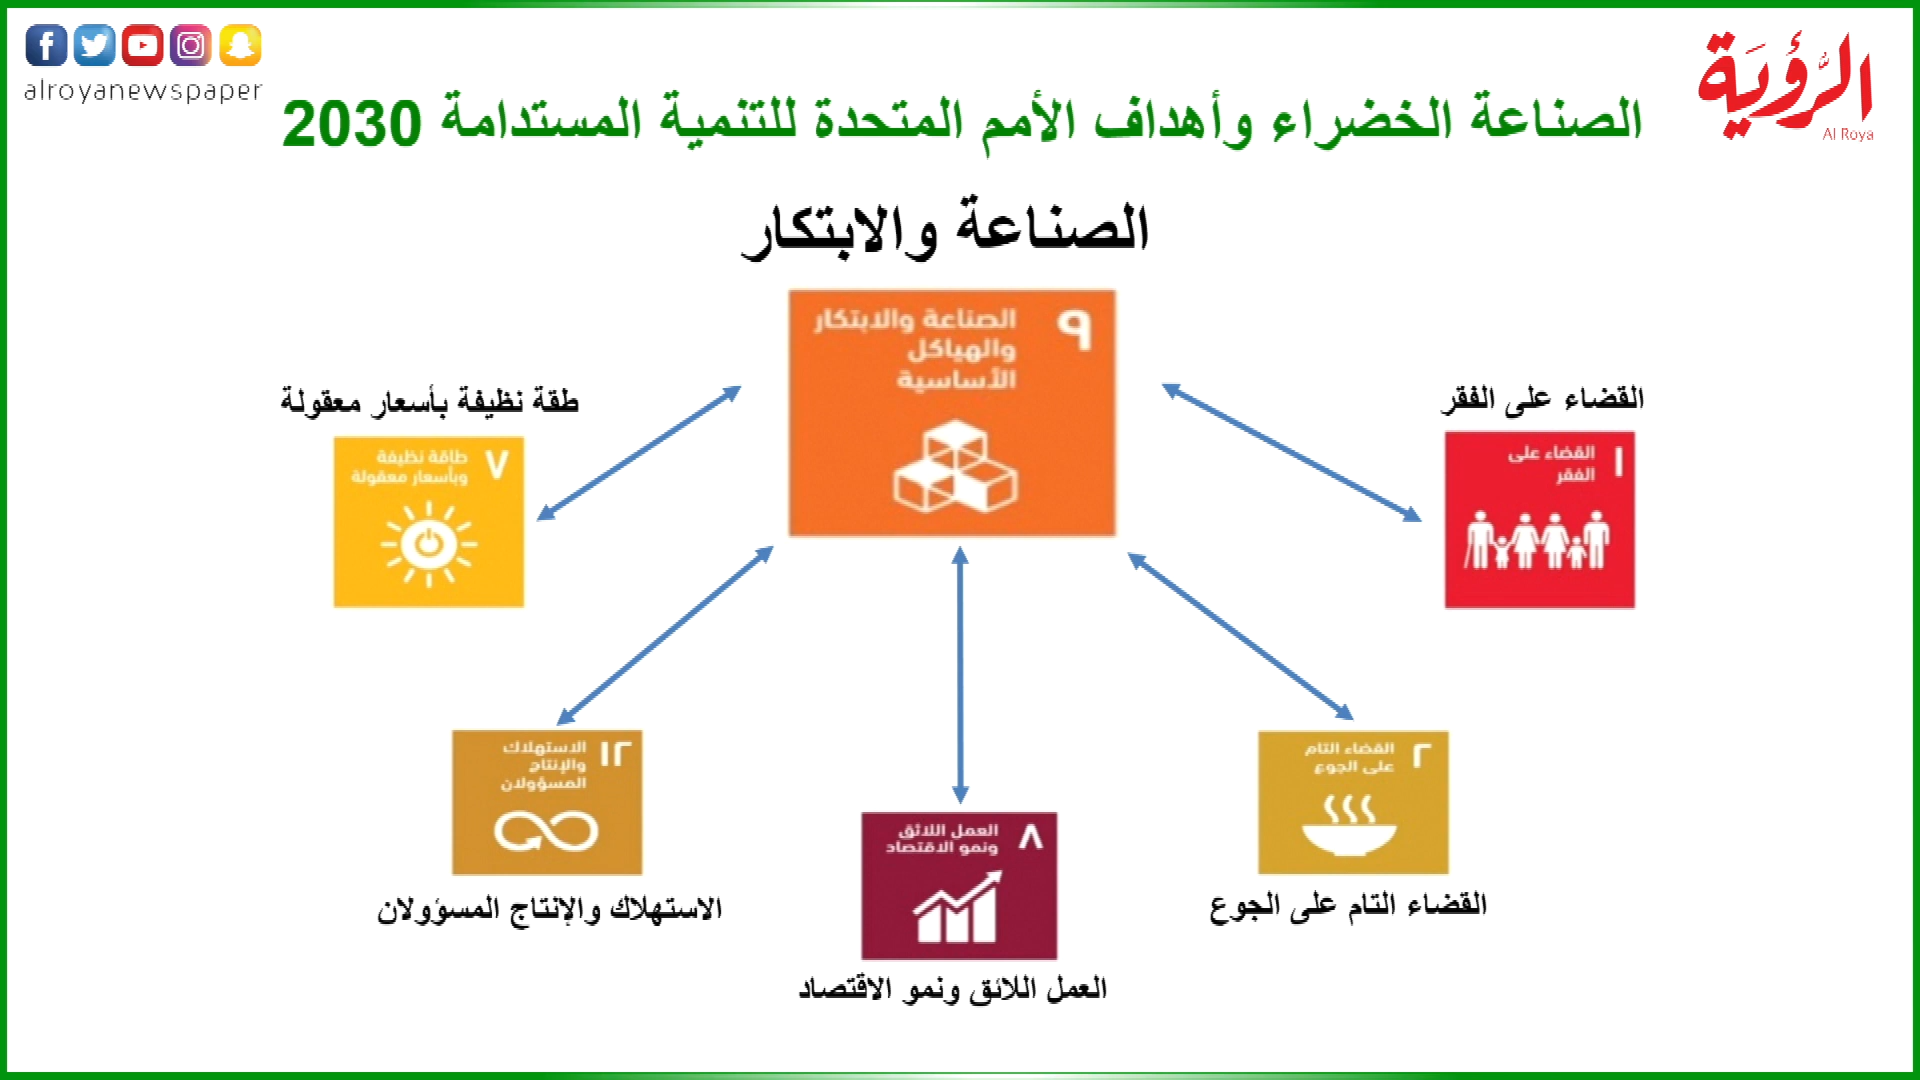 alroyanewspaper
الرؤية
Al Roya
الصناعة الخضراء وأهداف الأمم المتحدة للتنمية المستدامة 2030
الصناعة والابتكار
٩
الصناعة والابتكار
والهياكل
الأساسية
القضاء على الفقر
١
القضاء على
الفقر
طقة نظيفة بأسعار معقولة
٧
طاقة نظيفة
وبأسعار معقولة
٢
القضاء التام
على الجوع
القضاء التام على الجوع
٨
العمل اللائق
ونمو الاقتصاد
العمل اللائق ونمو الاقتصاد
١٢
الاستهلاك
والإنتاج
المسؤولان
الاستهلاك والإنتاج المسؤولان